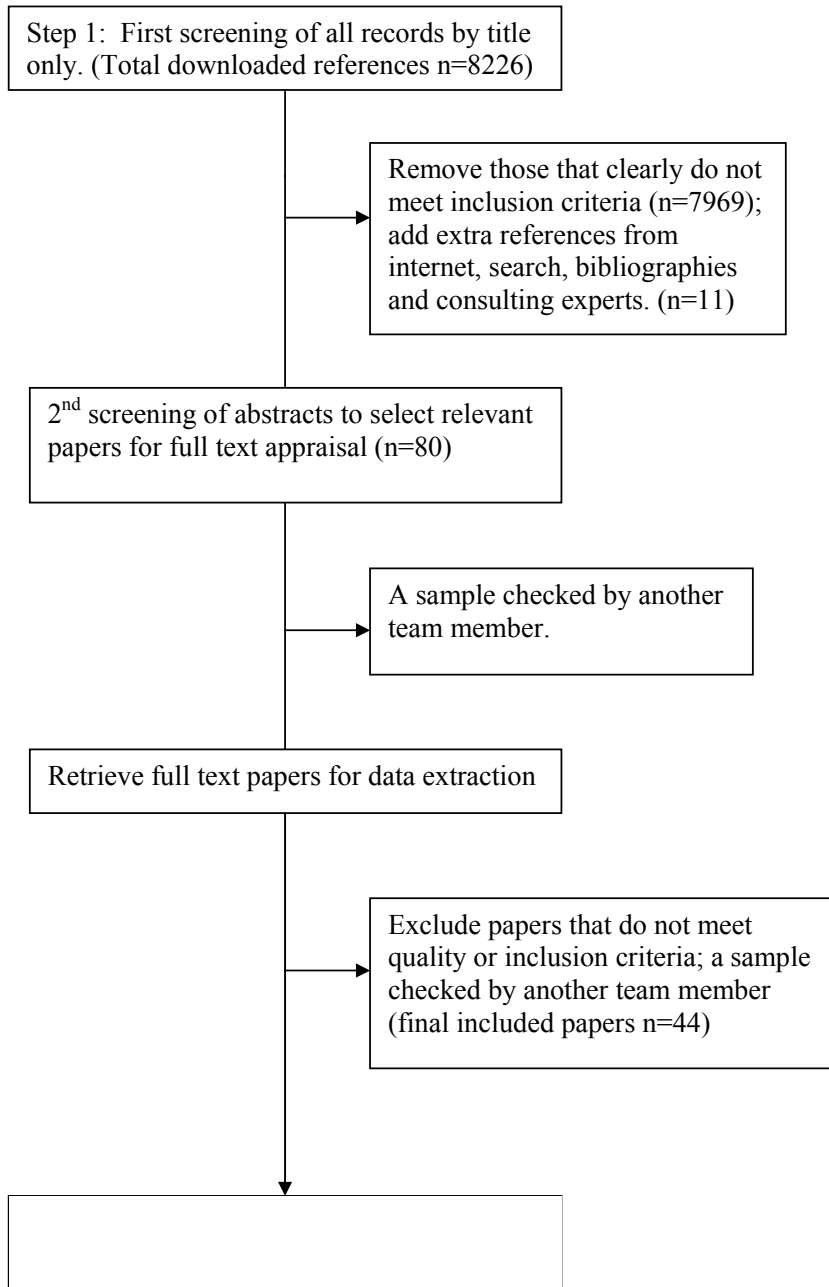 Step 1:  First screening of all records by title
only. (Total downloaded references n=8226)
Remove those that clearly do not
meet inclusion criteria (n=7969);
add extra references from
internet, search, bibliographies
and consulting experts. (n=11)
2nd screening of abstracts to select relevant
papers for full text appraisal (n=80)
A sample checked by another
team member.
Retrieve full text papers for data extraction
Exclude papers that do not meet
quality or inclusion criteria; a sample
checked by another team member
(final included papers n=44)